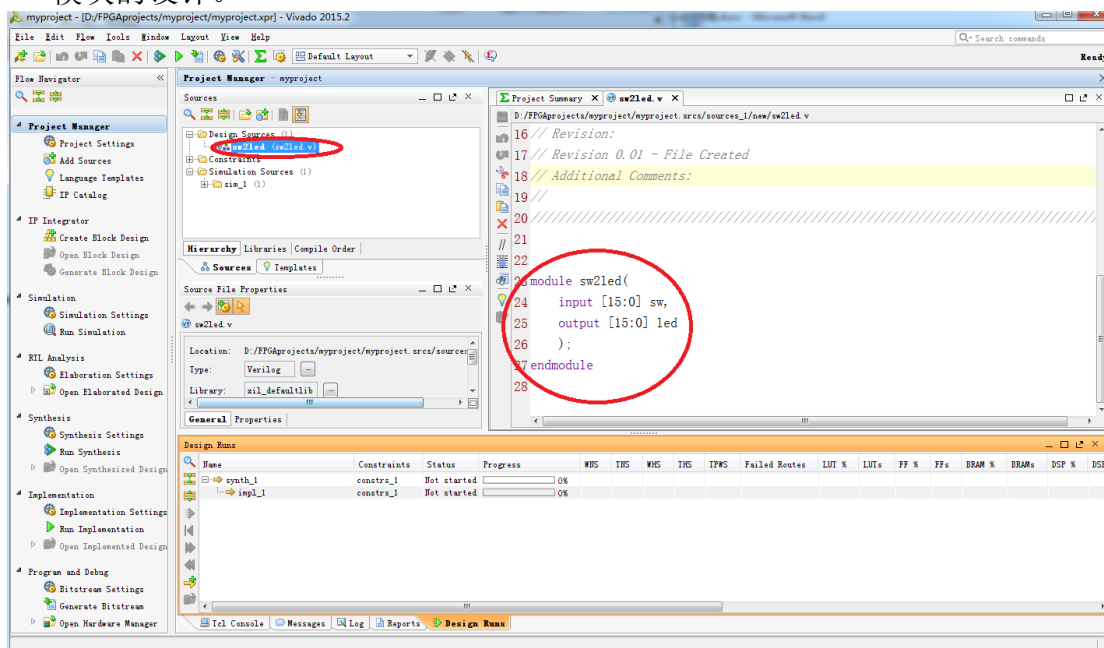 模块的设计。
myproject - [D:/FPGAprojects/myproject/myproject.xpr] - Vivado 2015.2
File Edit Flow Tools Window Layout View Help
Search commands
Default Layout
Ready
Flow Navigator
Project Manager - myproject
Project Manager
Project Settings
Add Sources
Language Templates
IP Catalog
IP Integrator
Create Block Design
Open Block Design
Generate Block Design
Simulation
Simulation Settings
Run Simulation
RTL Analysis
Elaboration Settings
Open Elaborated Design
Synthesis
Synthesis Settings
Run Synthesis
Open Synthesized Design
Implementation
Implementation Settings
Run Implementation
Open Implemented Design
Program and Debug
Bitstream Settings
Generate Bitstream
Open Hardware Manager
Sources
Design Sources (1)
sw2led (sw2led.v)
Constraints
Simulation Sources (1)
sim_1 (1)
Hierarchy Libraries Compile Order
Sources Templates
Source File Properties
sw2led.v
Location: D:/FPGAprojects/myproject/myproject.srcs/sources
Type: Verilog
Library: xil_defaultlib
General Properties
Project Summary sw2led.v
D:/FPGAprojects/myproject/myproject.srcs/sources_1/new/sw2led.v
16 // Revision:
17 // Revision 0.01 - File Created
18 // Additional Comments:
19 //
20 //////////////////////////////////////////////////////////////////////////////////
21
22
23 module sw2led(
24 input [15:0] sw,
25 output [15:0] led
26 );
27 endmodule
28
Design Runs
Name Constraints Status Progress WNS TNS WHS THS TPWS Failed Routes LUT % LUTs FF % FFs BRAM % BRAMs DSP % DSP
synth_1 constrs_1 Not started 0%
impl_1 constrs_1 Not started 0%
Tcl Console Messages Log Reports Design Runs